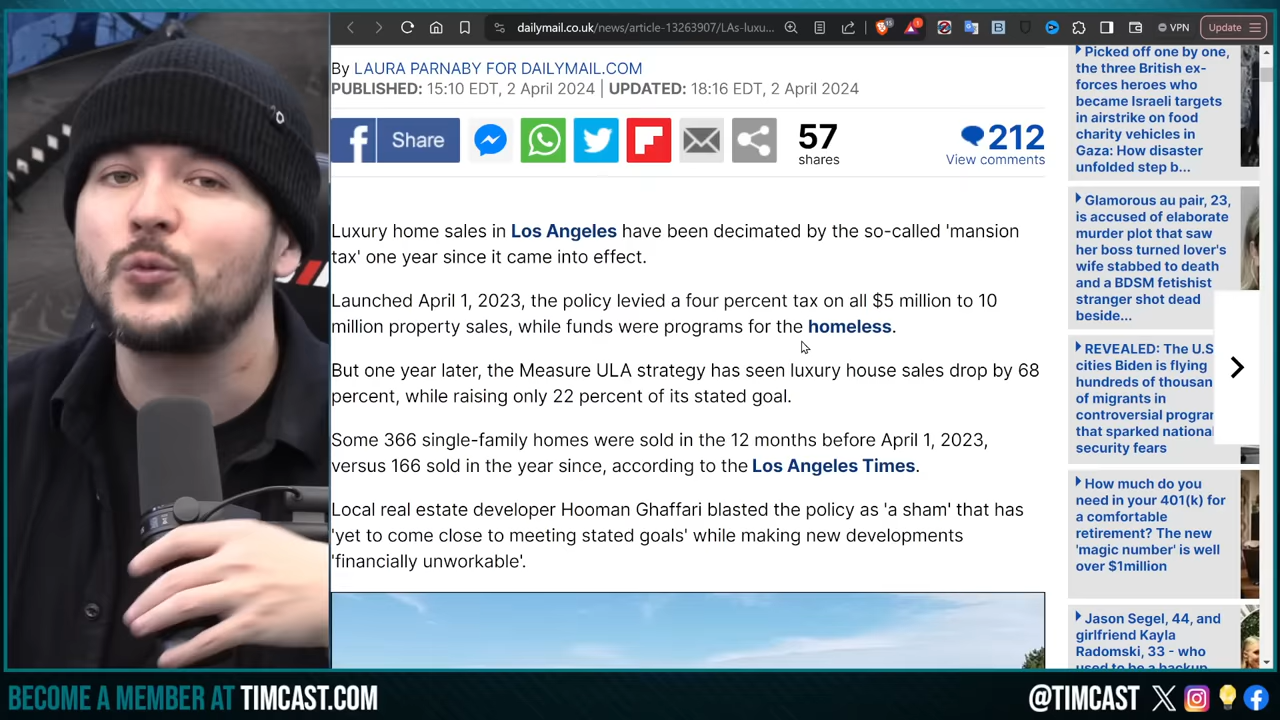 dailymail.co.uk/news/article-13263907/LAs-luxu...
VPN
Update
By LAURA PARNABY FOR DAILYMAIL.COM
PUBLISHED: 15:10 EDT, 2 April 2024 | UPDATED: 18:16 EDT, 2 April 2024
Share
57
shares
212
View comments
Luxury home sales in Los Angeles have been decimated by the so-called 'mansion
tax' one year since it came into effect.
Launched April 1, 2023, the policy levied a four percent tax on all $5 million to 10
million property sales, while funds were programs for the homeless.
But one year later, the Measure ULA strategy has seen luxury house sales drop by 68
percent, while raising only 22 percent of its stated goal.
Some 366 single-family homes were sold in the 12 months before April 1, 2023,
versus 166 sold in the year since, according to the Los Angeles Times.
Local real estate developer Hooman Ghaffari blasted the policy as 'a sham' that has
'yet to come close to meeting stated goals' while making new developments
'financially unworkable'.
Picked off one by one,
the three British ex-
forces heroes who
became Israeli targets
in airstrike on food
charity vehicles in
Gaza: How disaster
unfolded step b...
Glamorous au pair, 23,
is accused of elaborate
murder plot that saw
her boss turned lover's
wife stabbed to death
and a BDSM fetishist
stranger shot dead
beside...
REVEALED: The U.S
cities Biden is flying
hundreds of thousan
of migrants in
controversial progran
that sparked national
security fears
How much do you
need in your 401(k) for
a comfortable
retirement? The new
'magic number' is well
over $1million
Jason Segel, 44, and
girlfriend Kayla
Radomski, 33 - who
used to be a backup
BECOME A MEMBER AT TIMCAST.COM
@TIMCAST